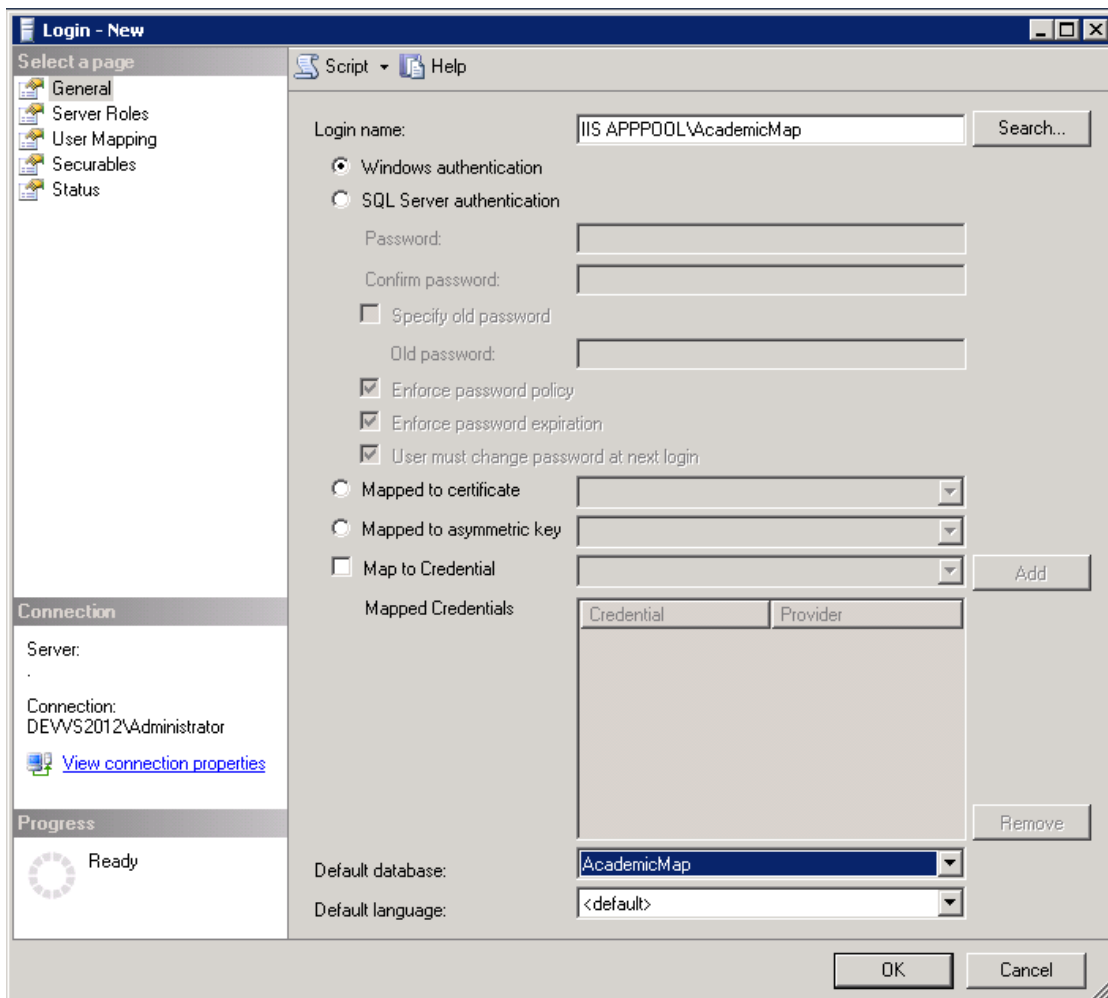 Login - New
Select a page
General
Server Roles
User Mapping
Securables
Status
Script
Help
Login name:
IIS APPPOOL\AcademicMap
Search...
Windows authentication
SQL Server authentication
Password:
Confirm password:
Specify old password
Old password:
Enforce password policy
Enforce password expiration
User must change password at next login
Mapped to certificate
Mapped to asymmetric key
Map to Credential
Add
Mapped Credentials
Credential
Provider
Remove
Default database:
AcademicMap
Default language:
<default>
Connection
Server:
.
Connection:
DEVVS2012\Administrator
View connection properties
Progress
Ready
OK
Cancel